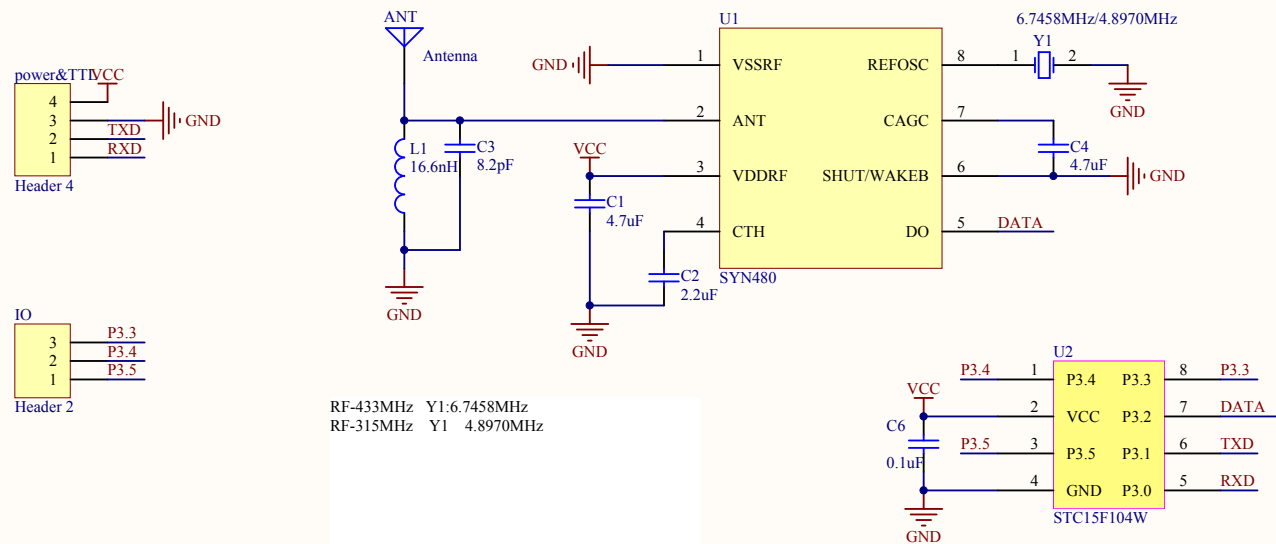 ANT
Antenna
power&TTL
VCC
4
3
GND
2
TXD
1
RXD
Header 4
L1
16.6nH
C3
8.2pF
GND
U1
GND
1
VSSRF
2
ANT
VCC
3
VDDRF
C1
4.7uF
4
CTH
C2
2.2uF
GND
SYN480
REFOSC
8
CAGC
7
SHUT/WAKEB
6
DO
5
DATA
6.7458MHz/4.8970MHz
Y1
1
2
GND
C4
4.7uF
GND
IO
3
P3.3
2
P3.4
1
P3.5
Header 2
RF-433MHz Y1:6.7458MHz
RF-315MHz Y1 4.8970MHz
U2
P3.4
1
P3.4
P3.3
8
P3.3
VCC
2
VCC
P3.2
7
DATA
C6
0.1uF
P3.5
3
P3.5
P3.1
6
TXD
4
GND
P3.0
5
RXD
GND
STC15F104W